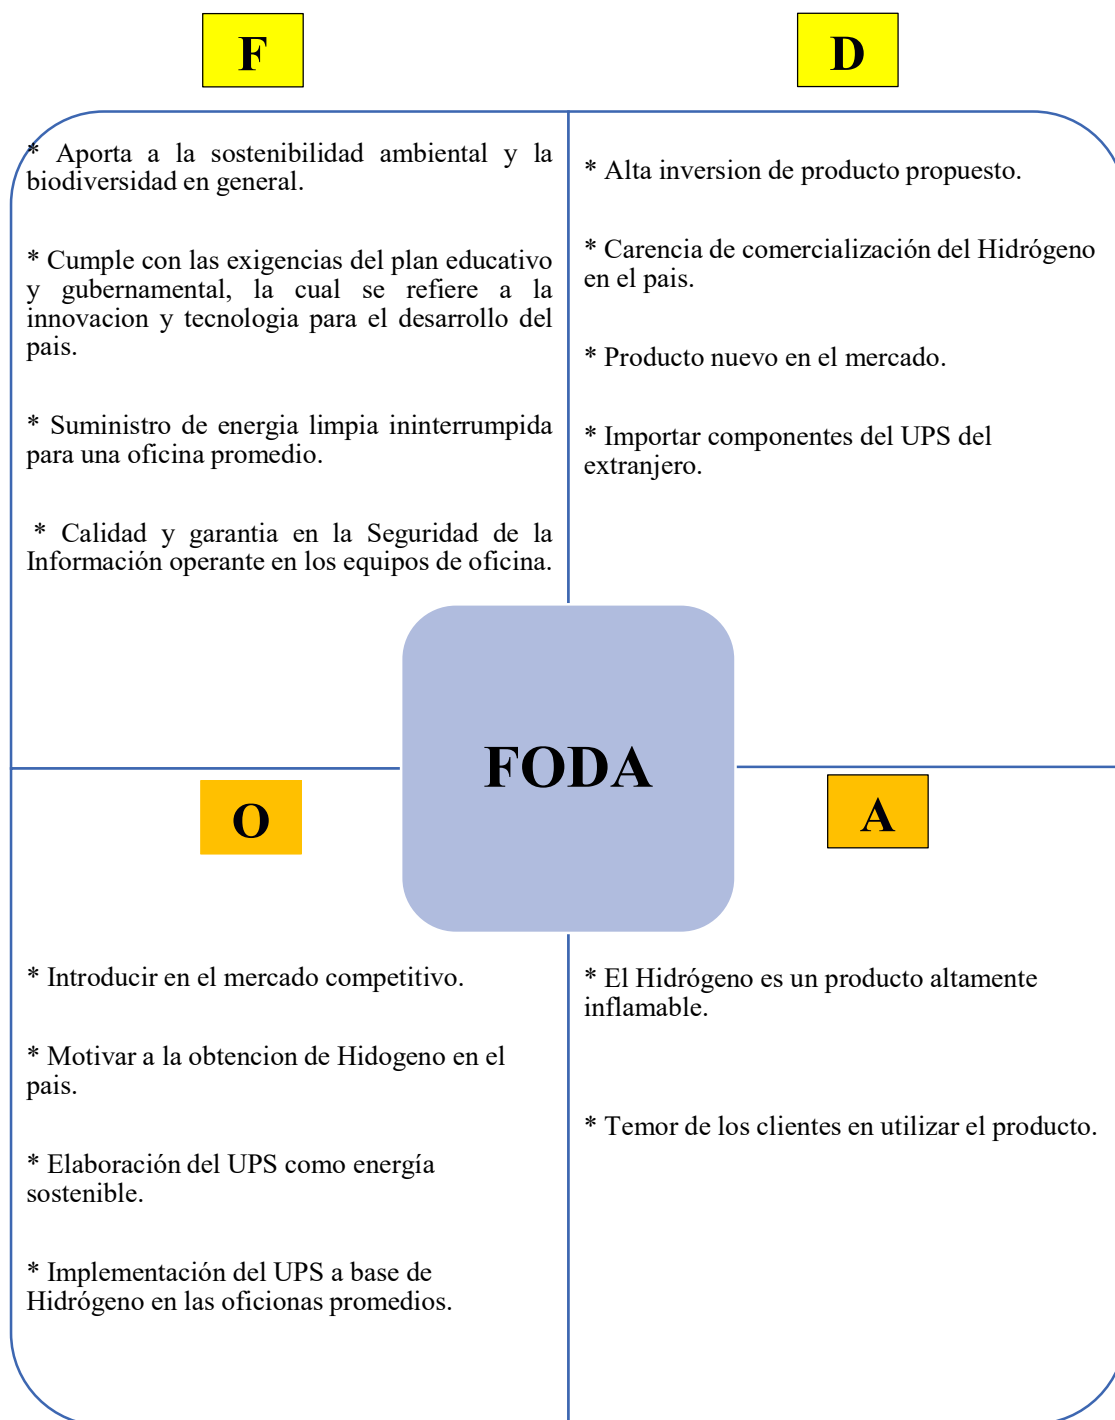 F
* Aporta a la sostenibilidad ambiental y la
biodiversidad en general.
* Cumple con las exigencias del plan educativo
y gubernamental, la cual se refiere a la
innovacion y tecnologia para el desarrollo del
pais.
* Suministro de energia limpia ininterrumpida
para una oficina promedio.
* Calidad y garantia en la Seguridad de la
Información operante en los equipos de oficina.
D
* Alta inversion de producto propuesto.
* Carencia de comercialización del Hidrógeno
en el pais.
* Producto nuevo en el mercado.
* Importar componentes del UPS del
extranjero.
FODA
O
* Introducir en el mercado competitivo.
* Motivar a la obtencion de Hidogeno en el
pais.
* Elaboración del UPS como energía
sostenible.
* Implementación del UPS a base de
Hidrógeno en las oficionas promedios.
A
* El Hidrógeno es un producto altamente
inflamable.
* Temor de los clientes en utilizar el producto.